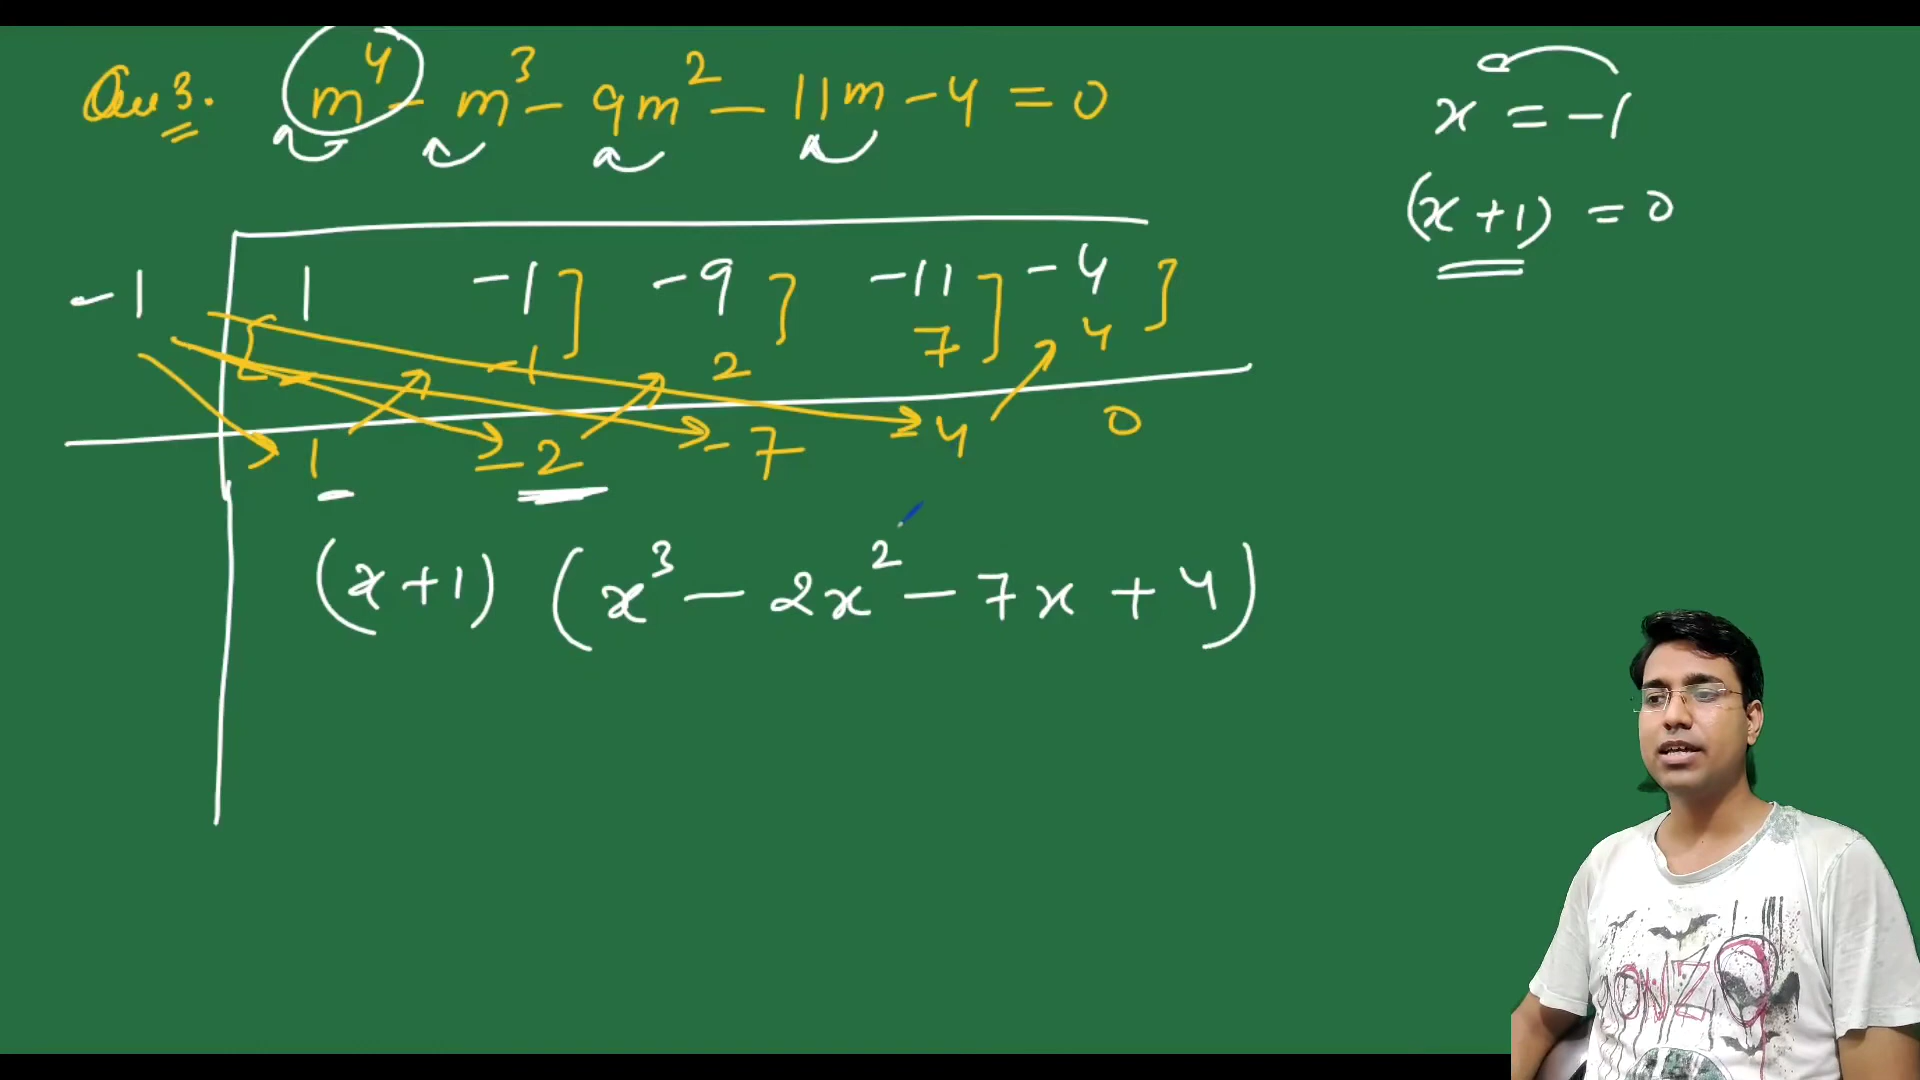 Que 3. m⁴ - m³ - 9m² - 11m - 4 = 0
x = -1
(x+1) = 0
-1 | 1 -1] -9] -11] -4]
-1 2 7 4
1 -2 -7 -4 0
(x+1) (x³ - 2x² - 7x + 4)